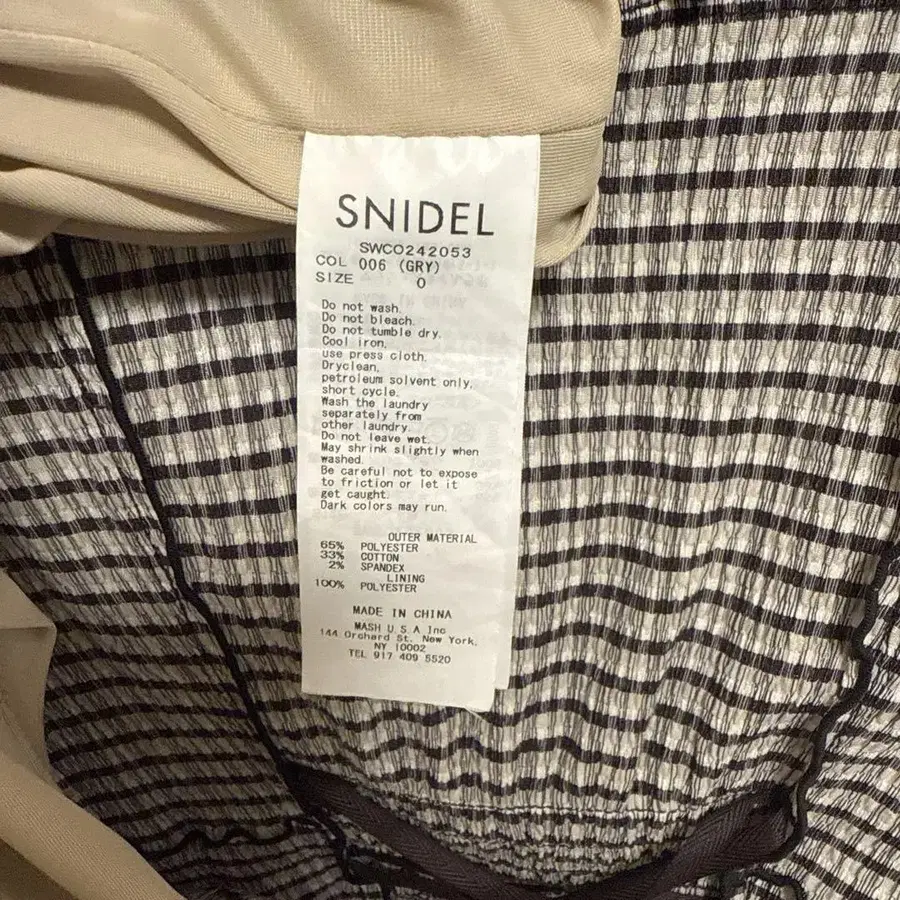 SNIDEL
SWCO242053
COL 006 (GRY)
SIZE 0
Do not wash.
Do not bleach.
Do not tumble dry.
Cool iron,
use press cloth.
Dryclean,
petroleum solvent only,
short cycle.
Wash the laundry
separately from
other laundry.
Do not leave wet.
May shrink slightly when
washed.
Be careful not to expose
to friction or let it
get caught.
Dark colors may run.
OUTER MATERIAL
65% POLYESTER
33% COTTON
2% SPANDEX
LINING
100% POLYESTER
MADE IN CHINA
MASH U S A Inc
144 Orchard St. New York,
NY 10002
TEL 917 409 5520